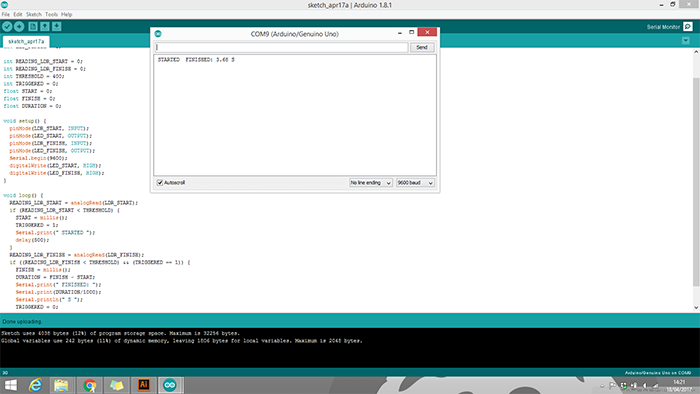 sketch_apr17a | Arduino 1.8.1
File Edit Sketch Tools Help
Serial Monitor
sketch_apr17a
int READING_LDR_START = 0;
int READING_LDR_FINISH = 0;
int THRESHOLD = 400;
int TRIGGERED = 0;
float START = 0;
float FINISH = 0;
float DURATION = 0;
void setup() {
pinMode(LDR_START, INPUT);
pinMode(LED_START, OUTPUT);
pinMode(LDR_FINISH, INPUT);
pinMode(LED_FINISH, OUTPUT);
Serial.begin(9600);
digitalWrite(LED_START, HIGH);
digitalWrite(LED_FINISH, HIGH);
}
void loop() {
READING_LDR_START = analogRead(LDR_START);
if (READING_LDR_START < THRESHOLD) {
START = millis();
TRIGGERED = 1;
Serial.print(" STARTED ");
delay(500);
}
READING_LDR_FINISH = analogRead(LDR_FINISH);
if ((READING_LDR_FINISH < THRESHOLD) && (TRIGGERED == 1)) {
FINISH = millis();
DURATION = FINISH - START;
Serial.print(" FINISHED: ");
Serial.print(DURATION/1000);
Serial.println(" S ");
TRIGGERED = 0;
COM9 (Arduino/Genuino Uno)
Send
STARTED FINISHED: 3.68 S
Autoscroll
No line ending
9600 baud
Done uploading.
Sketch uses 4038 bytes (12%) of program storage space. Maximum is 32256 bytes.
Global variables use 242 bytes (11%) of dynamic memory, leaving 1806 bytes for local variables. Maximum is 2048 bytes.
30
Arduino/Genuino Uno on COM9
Ai
14:21
18/04/2017